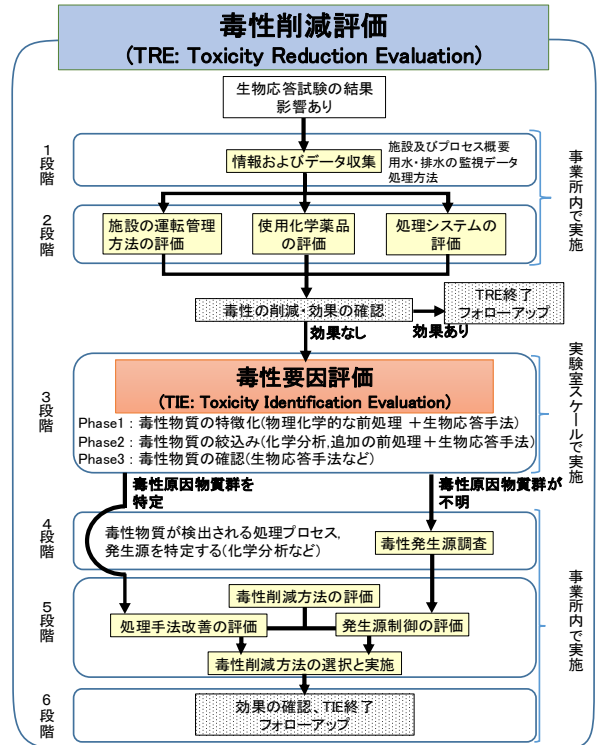 毒性削減評価
(TRE: Toxicity Reduction Evaluation)
生物応答試験の結果
影響あり
1段階
情報およびデータ収集
施設及びプロセス概要
用水・排水の監視データ
処理方法
事業所内で実施
2段階
施設の運転管理
方法の評価
使用化学薬品
の評価
処理システムの
評価
毒性の削減・効果の確認
TRE終了
フォローアップ
効果なし
効果あり
3段階
毒性要因評価
(TIE: Toxicity Identification Evaluation)
Phase1：毒性物質の特徴化(物理化学的な前処理 ＋生物応答手法)
Phase2：毒性物質の絞込み(化学分析,追加の前処理＋生物応答手法)
Phase3：毒性物質の確認(生物応答手法など)
実験室スケールで実施
毒性原因物質群を
特定
毒性原因物質群が
不明
4段階
毒性物質が検出される処理プロセス,
発生源を特定する(化学分析など)
毒性発生源調査
5段階
毒性削減方法の評価
処理手法改善の評価
発生源制御の評価
毒性削減方法の選択と実施
事業所内で実施
6段階
効果の確認、TIE終了
フォローアップ